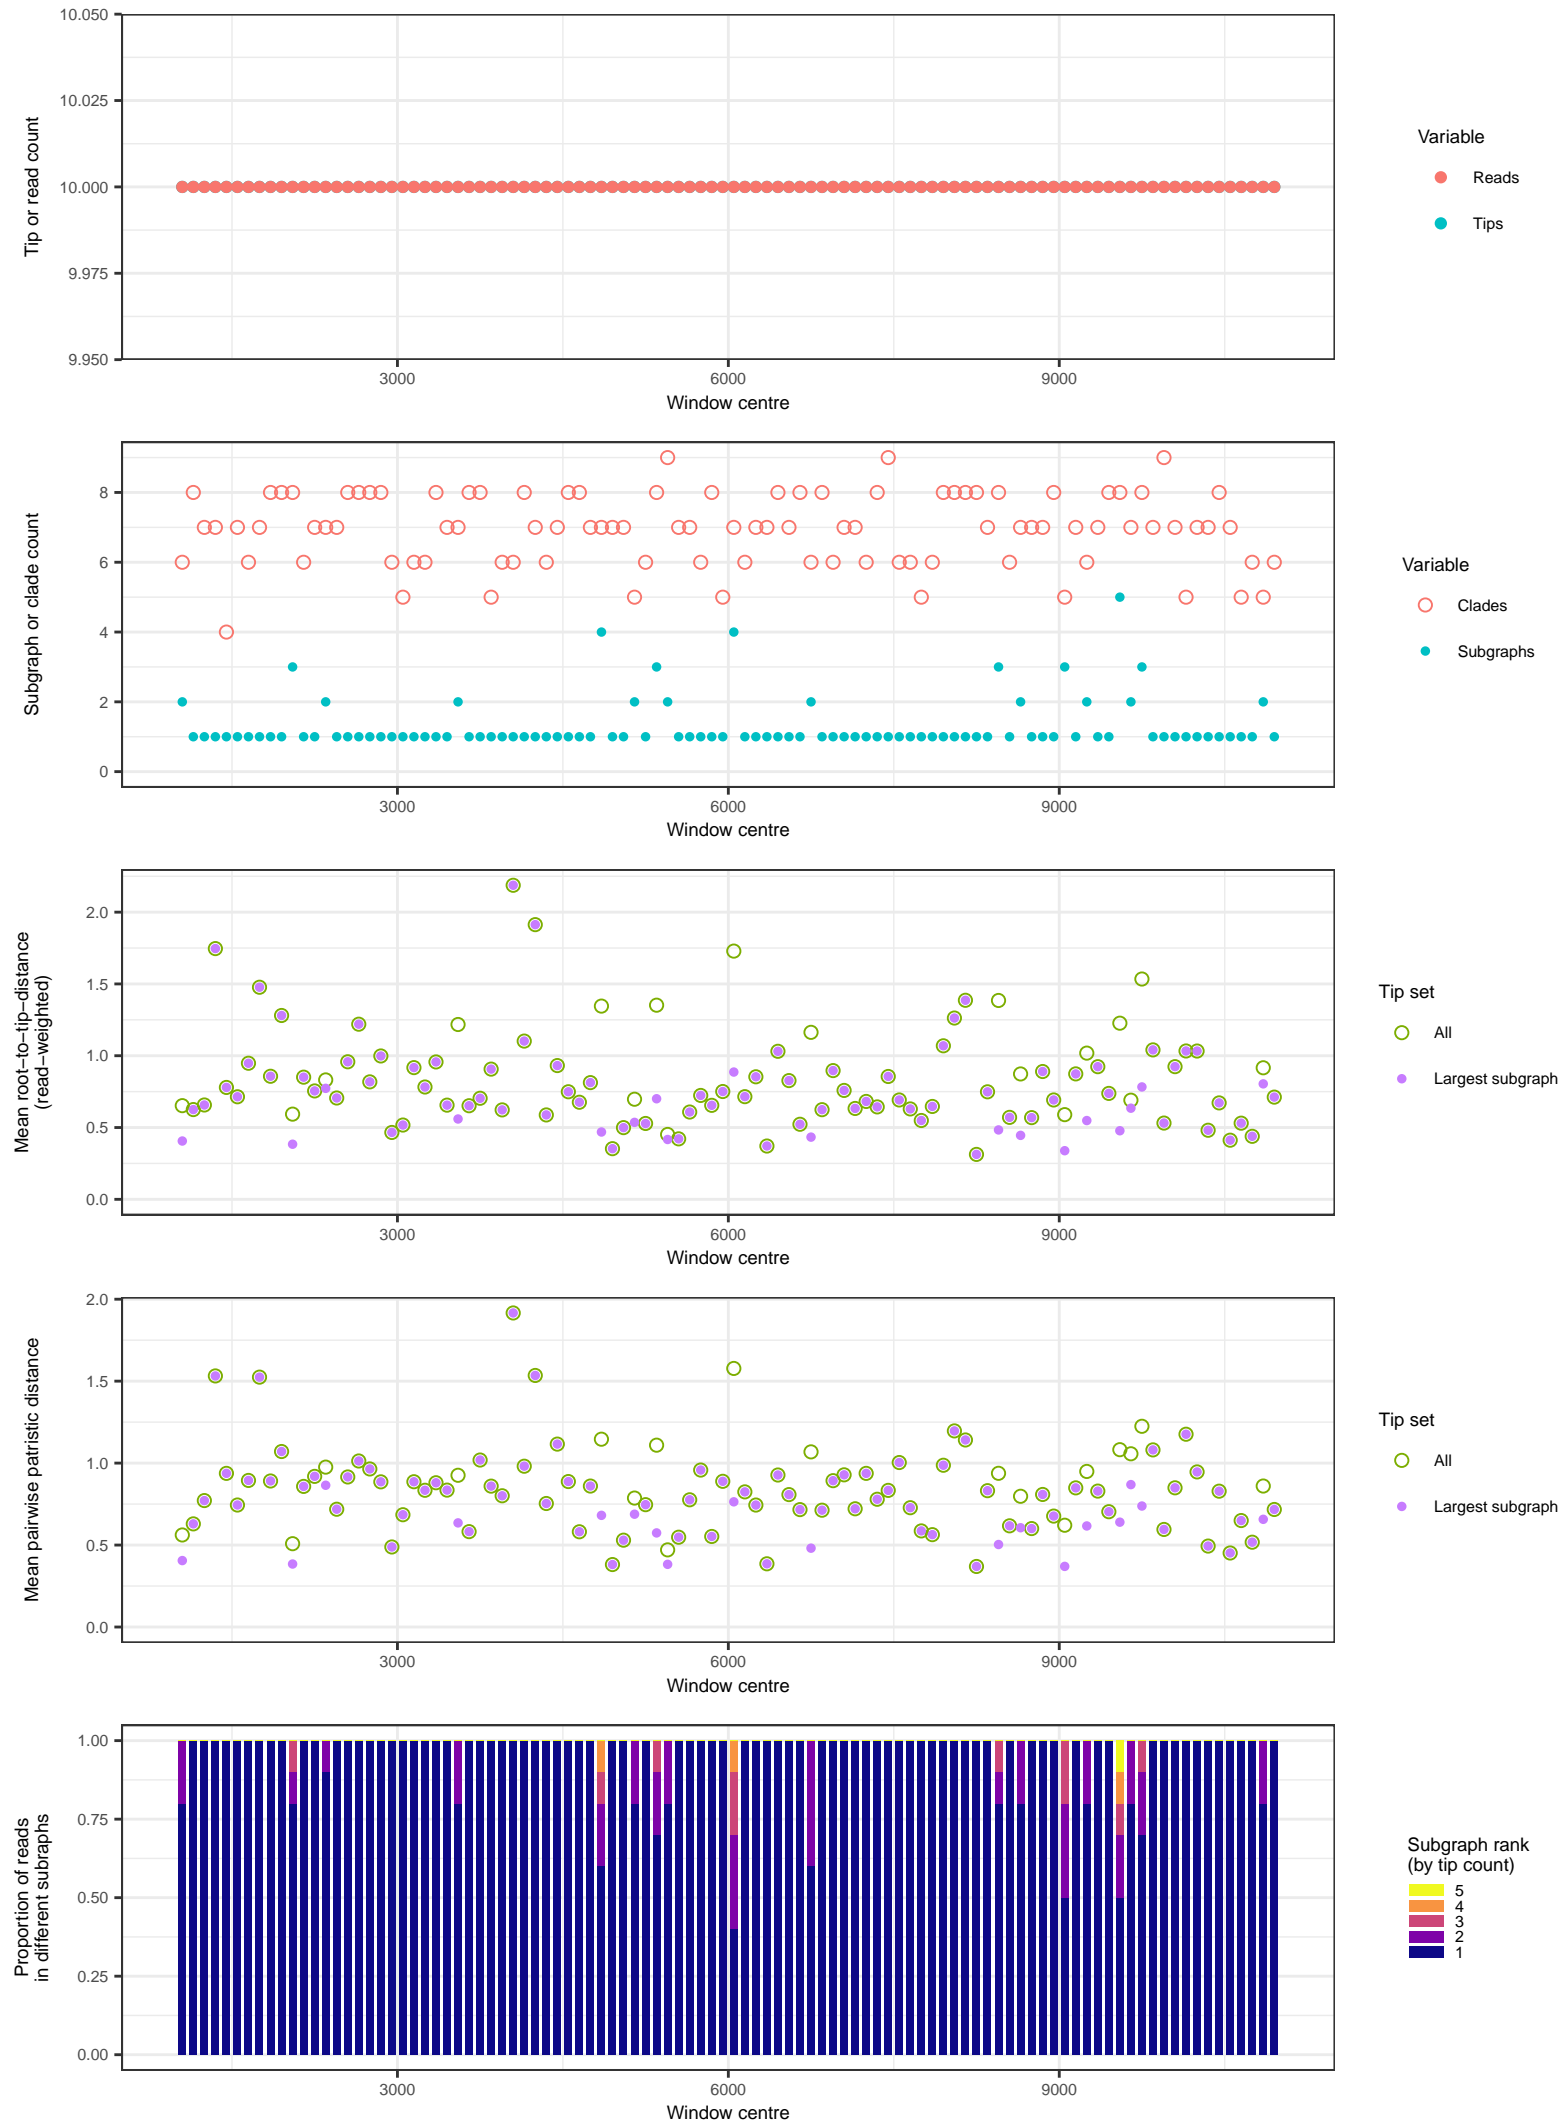 10.050
10.025
10.000
9.975
9.950
Tip or read count
3000
6000
9000
Window centre
Variable
Reads
Tips
8
6
4
2
0
Subgraph or clade count
3000
6000
9000
Window centre
Variable
Clades
Subgraphs
2.0
1.5
1.0
0.5
0.0
Mean root−to−tip−distance
(read−weighted)
3000
6000
9000
Window centre
Tip set
All
Largest subgraph
2.0
1.5
1.0
0.5
0.0
Mean pairwise patristic distance
3000
6000
9000
Window centre
Tip set
All
Largest subgraph
1.00
0.75
0.50
0.25
0.00
Proportion of reads
in different subraphs
3000
6000
9000
Window centre
Subgraph rank
(by tip count)
5
4
3
2
1